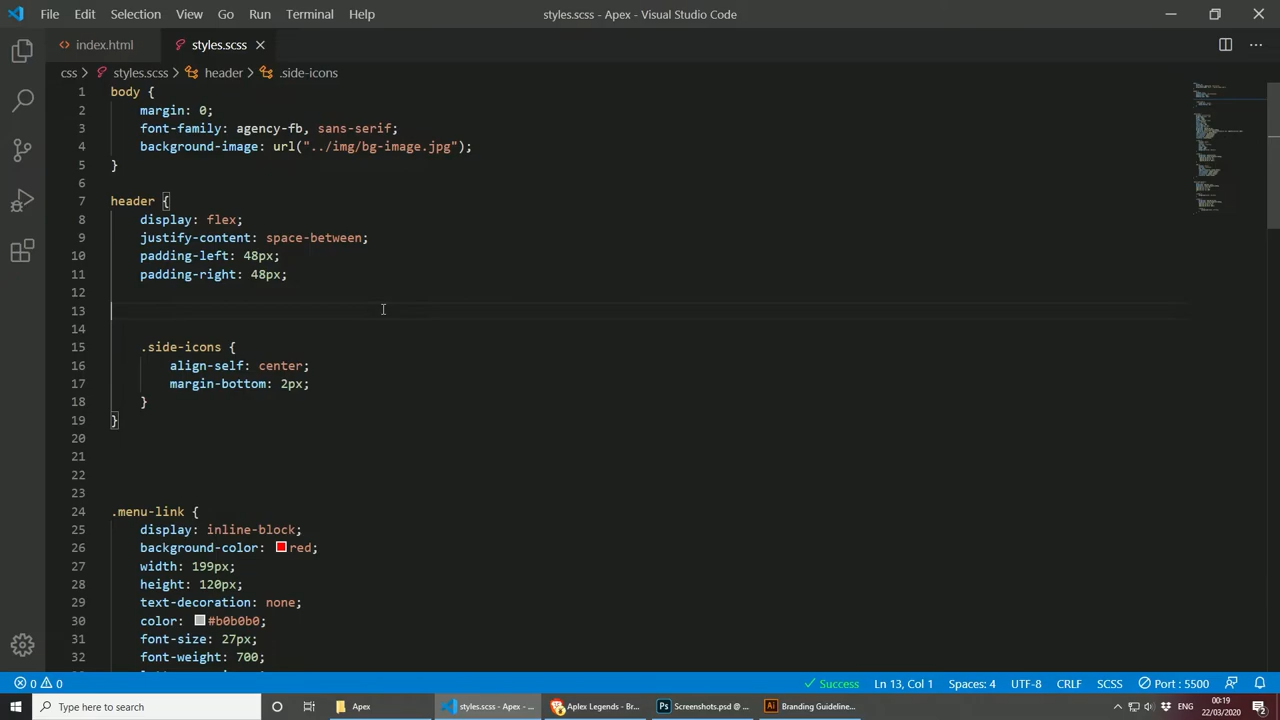 File Edit Selection View Go Run Terminal Help styles.scss - Apex - Visual Studio Code
index.html styles.scss
css > styles.scss > header > .side-icons
1 body {
2 margin: 0;
3 font-family: agency-fb, sans-serif;
4 background-image: url("../img/bg-image.jpg");
5 }
6
7 header {
8 display: flex;
9 justify-content: space-between;
10 padding-left: 48px;
11 padding-right: 48px;
12
13
14
15 .side-icons {
16 align-self: center;
17 margin-bottom: 2px;
18 }
19 }
20
21
22
23
24 .menu-link {
25 display: inline-block;
26 background-color: red;
27 width: 199px;
28 height: 120px;
29 text-decoration: none;
30 color: #b0b0b0;
31 font-size: 27px;
32 font-weight: 700;
0 0 Success Ln 13, Col 1 Spaces: 4 UTF-8 CRLF SCSS Port : 5500
Type here to search Apex styles.scss - Apex - ... Aplex Legends - Br... Screenshots.psd @ ... Branding Guideline... ENG 00:19
22/03/2020 2